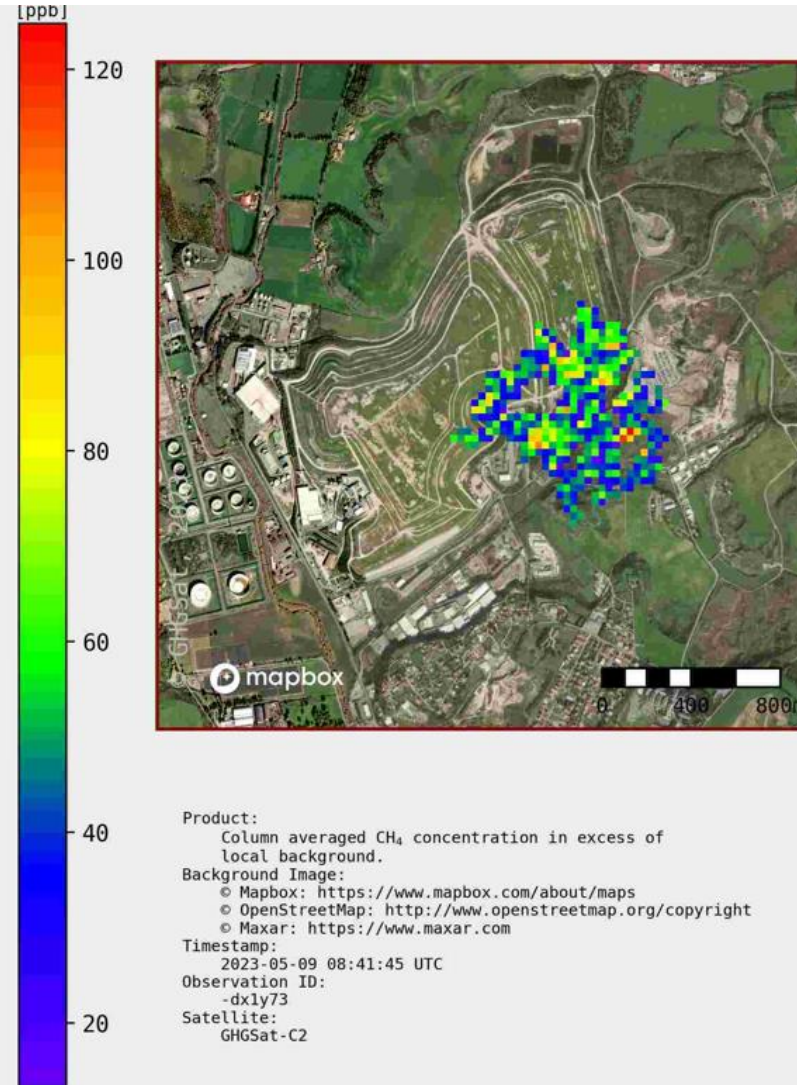 [ppb]
120
100
80
60
40
20
GHGSat
mapbox
0 400 800m
Product:
Column averaged CH₄ concentration in excess of
local background.
Background Image:
© Mapbox: https://www.mapbox.com/about/maps
© OpenStreetMap: http://www.openstreetmap.org/copyright
© Maxar: https://www.maxar.com
Timestamp:
2023-05-09 08:41:45 UTC
Observation ID:
-dx1y73
Satellite:
GHGSat-C2